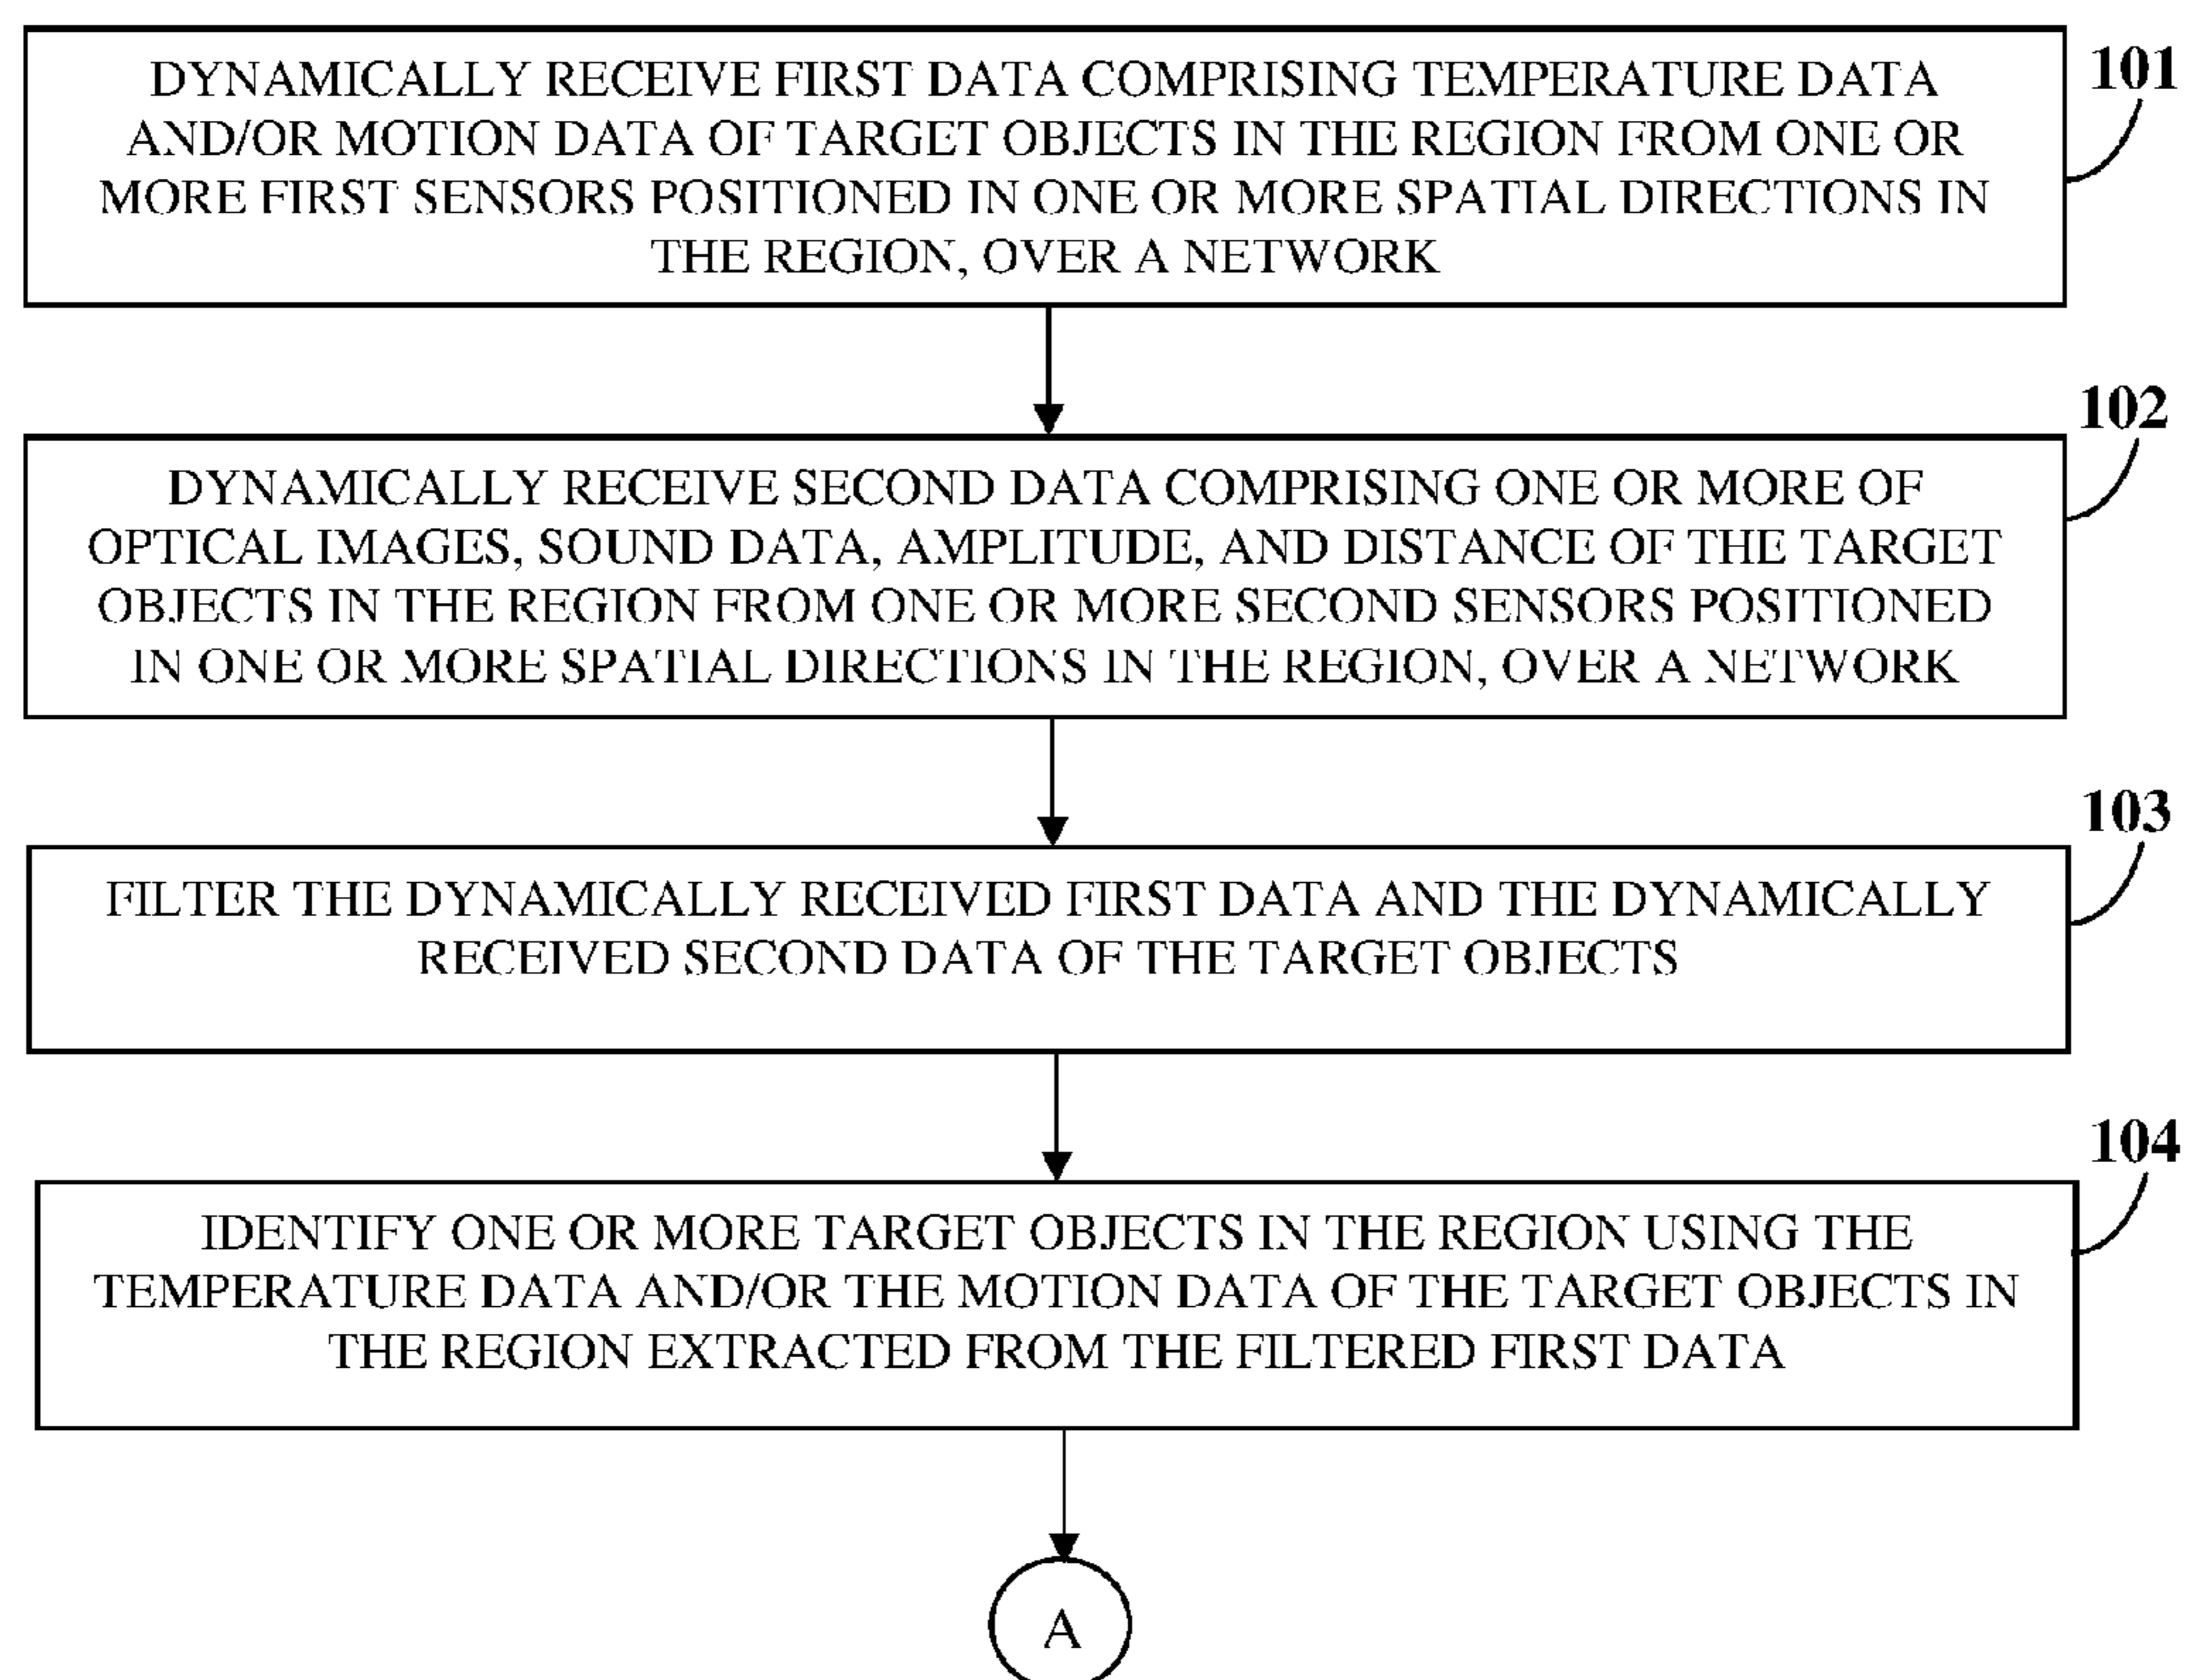 DYNAMICALLY RECEIVE FIRST DATA COMPRISING TEMPERATURE DATA
AND/OR MOTION DATA OF TARGET OBJECTS IN THE REGION FROM ONE OR
MORE FIRST SENSORS POSITIONED IN ONE OR MORE SPATIAL DIRECTIONS IN
THE REGION, OVER A NETWORK
101
DYNAMICALLY RECEIVE SECOND DATA COMPRISING ONE OR MORE OF
OPTICAL IMAGES, SOUND DATA, AMPLITUDE, AND DISTANCE OF THE TARGET
OBJECTS IN THE REGION FROM ONE OR MORE SECOND SENSORS POSITIONED
IN ONE OR MORE SPATIAL DIRECTIONS IN THE REGION, OVER A NETWORK
102
FILTER THE DYNAMICALLY RECEIVED FIRST DATA AND THE DYNAMICALLY
RECEIVED SECOND DATA OF THE TARGET OBJECTS
103
IDENTIFY ONE OR MORE TARGET OBJECTS IN THE REGION USING THE
TEMPERATURE DATA AND/OR THE MOTION DATA OF THE TARGET OBJECTS IN
THE REGION EXTRACTED FROM THE FILTERED FIRST DATA
104
A